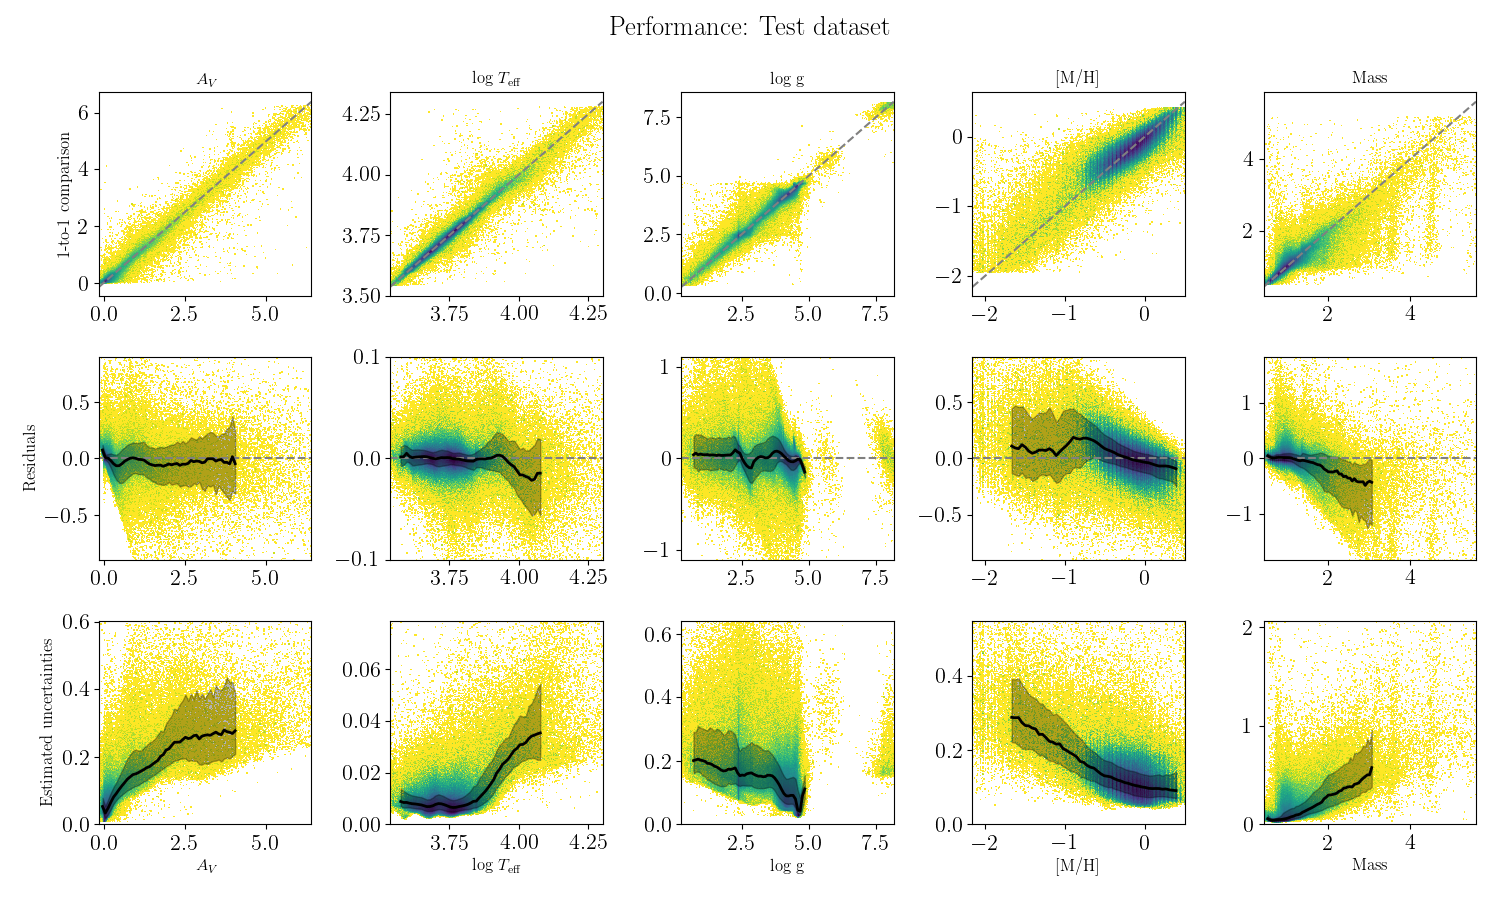 Performance: Test dataset
A_V log T_eff log g [M/H] Mass
1-to-1 comparison
6 4 2 0
4.25 4.00 3.75 3.50
7.5 5.0 2.5 0.0
0 −1 −2
4 2
0.0 2.5 5.0 3.75 4.00 4.25 2.5 5.0 7.5 −2 −1 0 2 4
Residuals
0.5 0.0 −0.5
0.1 0.0 −0.1
1 0 −1
0.5 0.0 −0.5
1 0 −1
0.0 2.5 5.0 3.75 4.00 4.25 2.5 5.0 7.5 −2 −1 0 2 4
Estimated uncertainties
0.6 0.4 0.2 0.0
0.06 0.04 0.02 0.00
0.6 0.4 0.2 0.0
0.4 0.2 0.0
2 1 0
0.0 2.5 5.0 3.75 4.00 4.25 2.5 5.0 7.5 −2 −1 0 2 4
A_V log T_eff log g [M/H] Mass